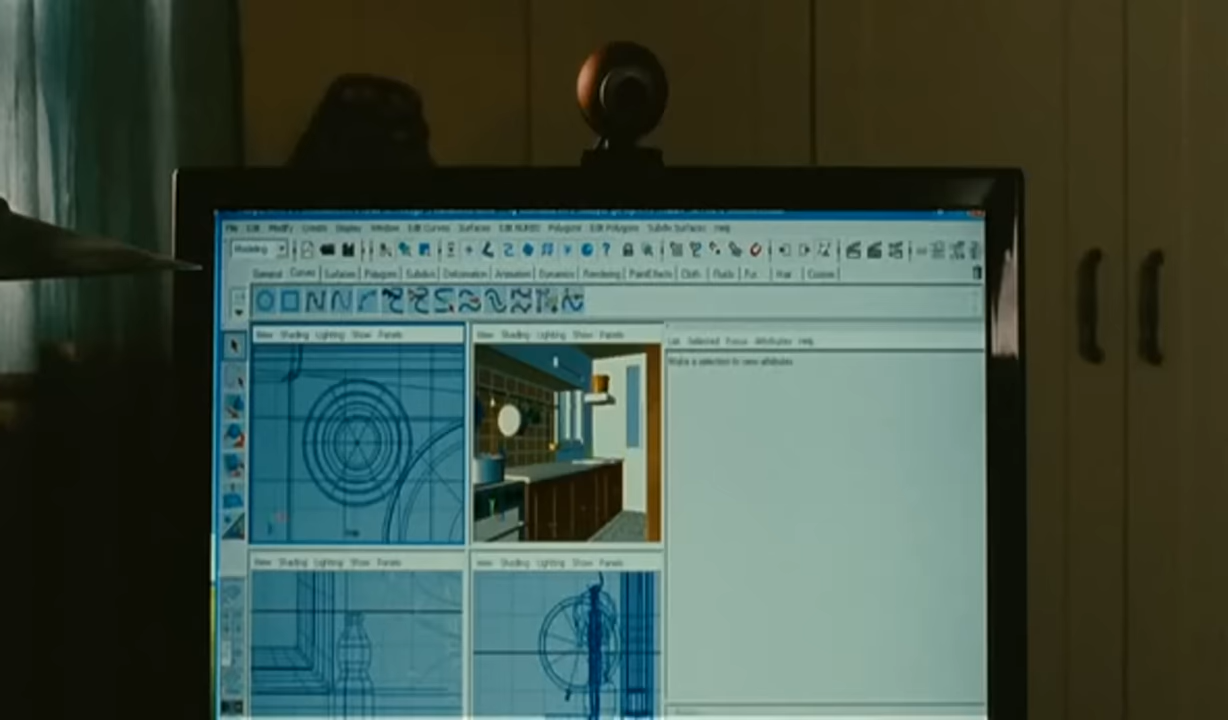 File Edit Modify Create Display Window Edit Curves Surfaces Edit NURBS Polygons Edit Polygons Subdiv Surfaces Help
Modeling
General Curves Surfaces Polygons Subdivs Deformation Animation Dynamics Rendering PaintEffects Cloth Fluids Fur Hair Custom
View Shading Lighting Show Panels
View Shading Lighting Show Panels
List Selected Focus Attributes Help
Make a selection to view attributes
View Shading Lighting Show Panels
View Shading Lighting Show Panels